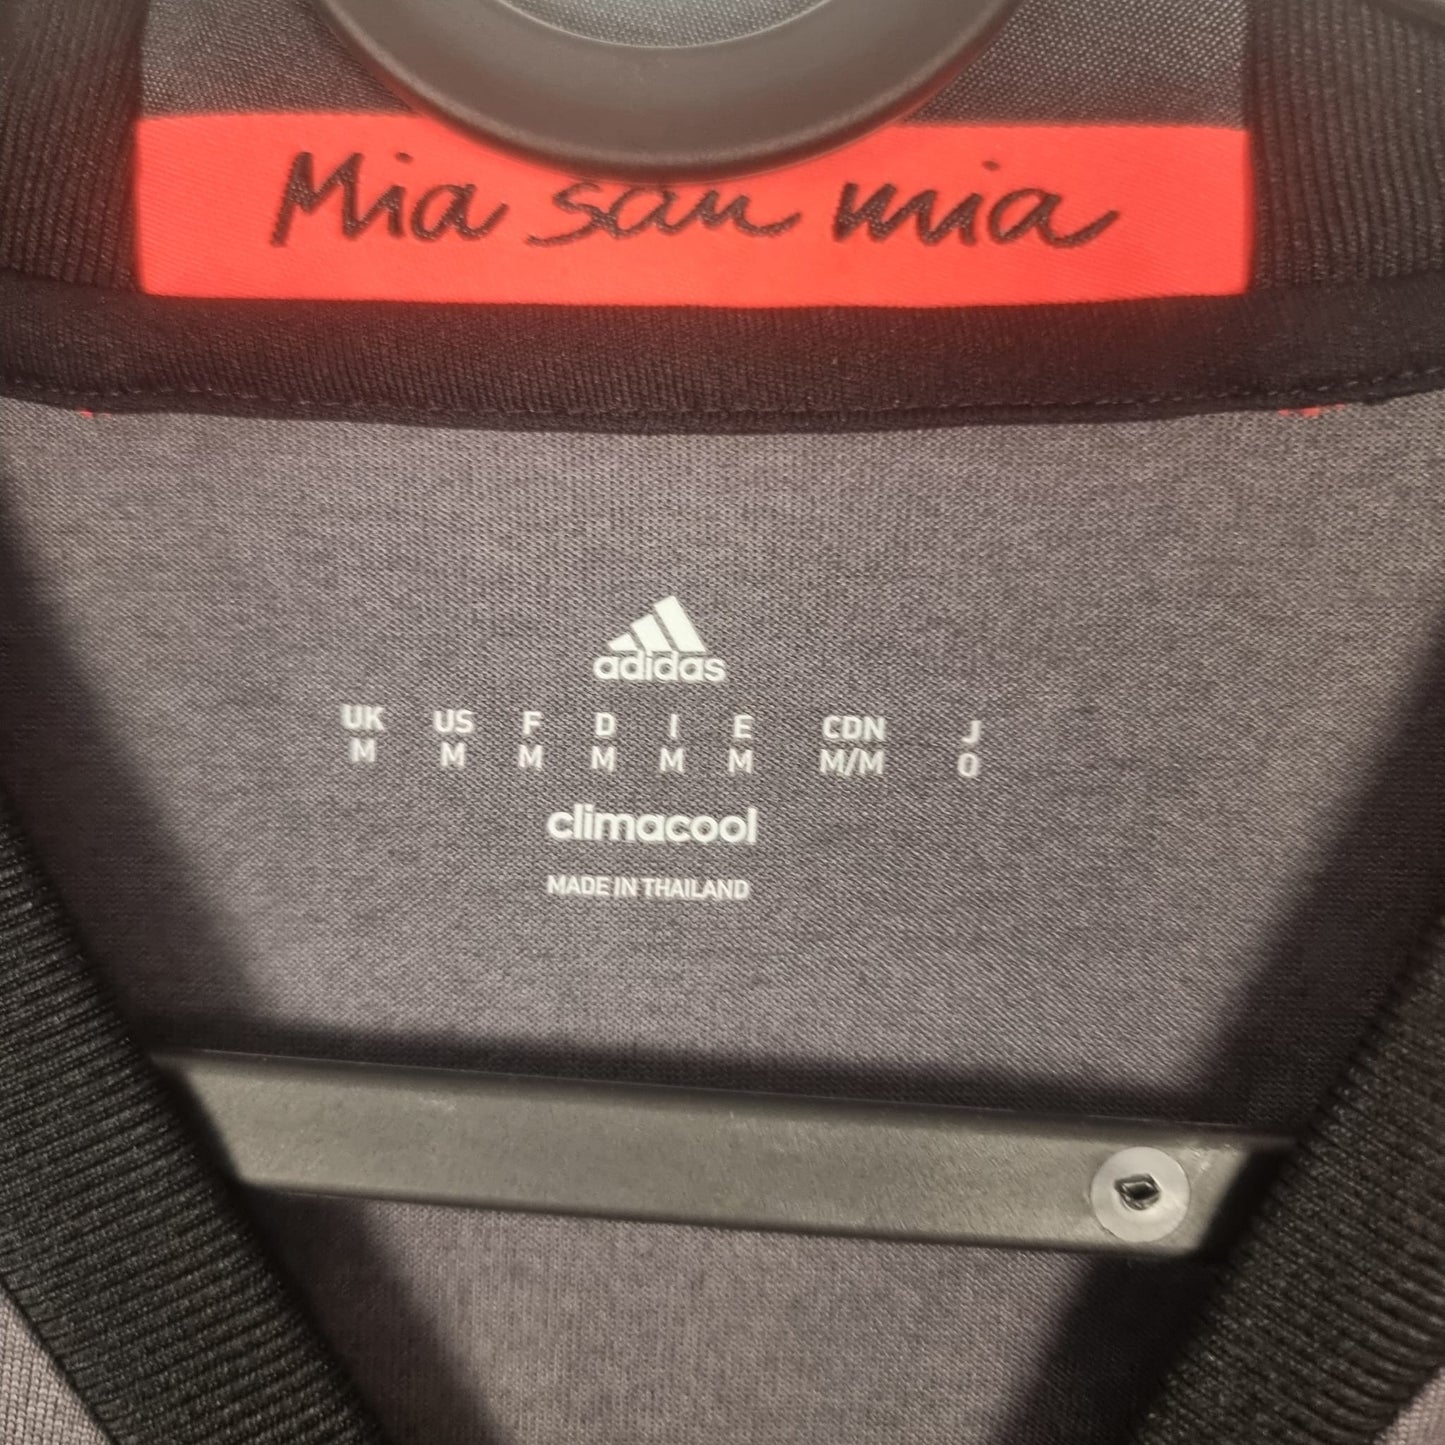 Mia san mia
adidas
UK US F D I E CDN J
M M M M M M M/M O
climacool
MADE IN THAILAND